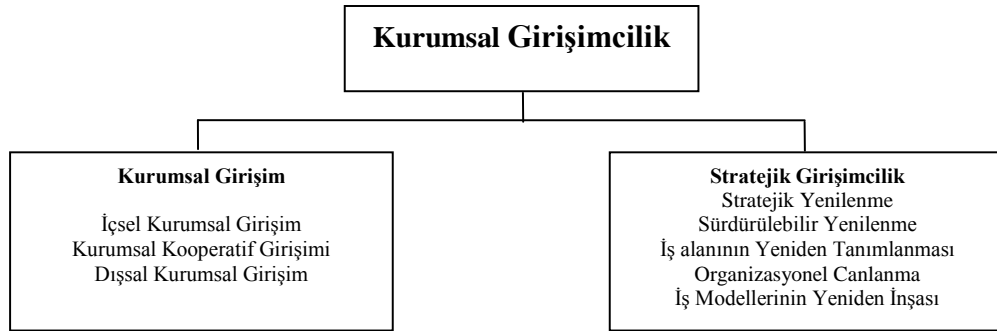 Kurumsal Girişimcilik
Kurumsal Girişim
İçsel Kurumsal Girişim
Kurumsal Kooperatif Girişimi
Dışsal Kurumsal Girişim
Stratejik Girişimcilik
Stratejik Yenilenme
Sürdürülebilir Yenilenme
İş alanının Yeniden Tanımlanması
Organizasyonel Canlanma
İş Modellerinin Yeniden İnşası